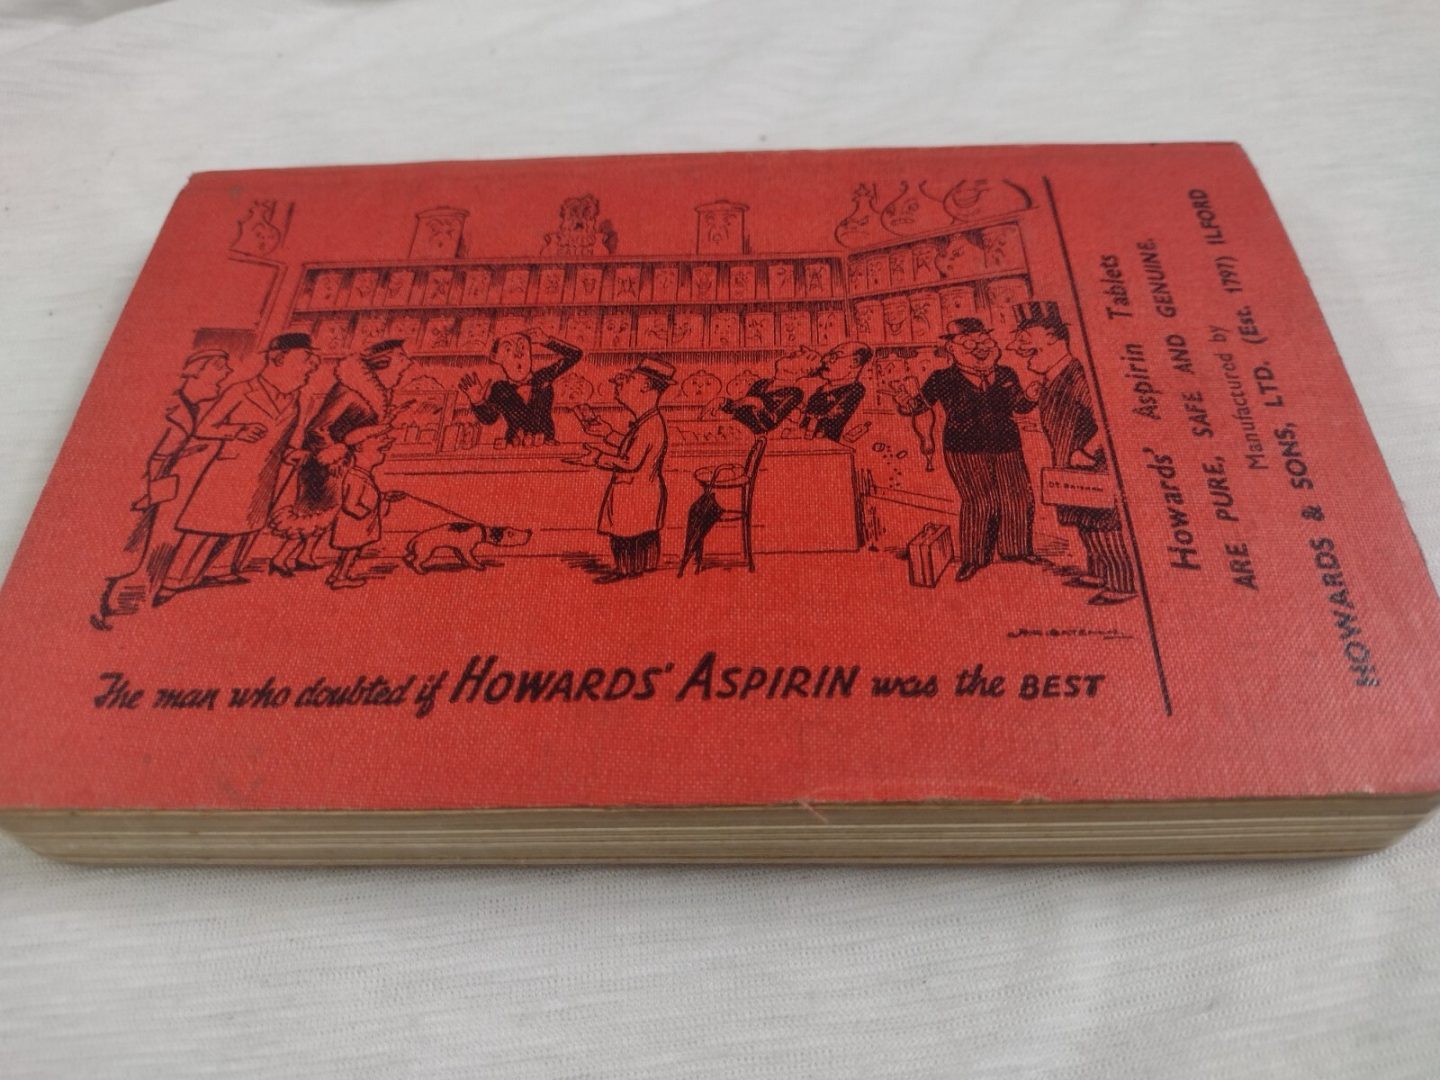 The man who doubted if HOWARDS' ASPIRIN was the BEST
Howards' Aspirin Tablets
ARE PURE, SAFE AND GENUINE.
Manufactured by
HOWARDS & SONS, LTD. (Est. 1797) ILFORD